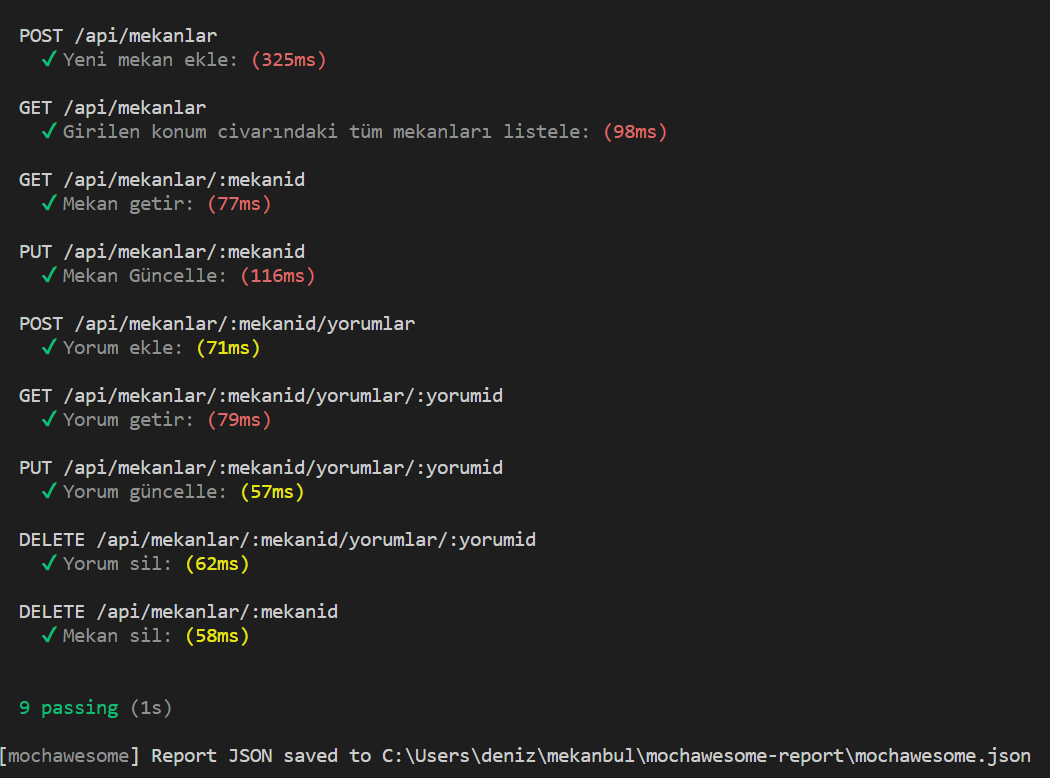 POST /api/mekanlar
✓ Yeni mekan ekle: (325ms)
GET /api/mekanlar
✓ Girilen konum civarındaki tüm mekanları listele: (98ms)
GET /api/mekanlar/:mekanid
✓ Mekan getir: (77ms)
PUT /api/mekanlar/:mekanid
✓ Mekan Güncelle: (116ms)
POST /api/mekanlar/:mekanid/yorumlar
✓ Yorum ekle: (71ms)
GET /api/mekanlar/:mekanid/yorumlar/:yorumid
✓ Yorum getir: (79ms)
PUT /api/mekanlar/:mekanid/yorumlar/:yorumid
✓ Yorum güncelle: (57ms)
DELETE /api/mekanlar/:mekanid/yorumlar/:yorumid
✓ Yorum sil: (62ms)
DELETE /api/mekanlar/:mekanid
✓ Mekan sil: (58ms)
9 passing (1s)
[mochawesome] Report JSON saved to C:\Users\deniz\mekanbul\mochawesome-report\mochawesome.json